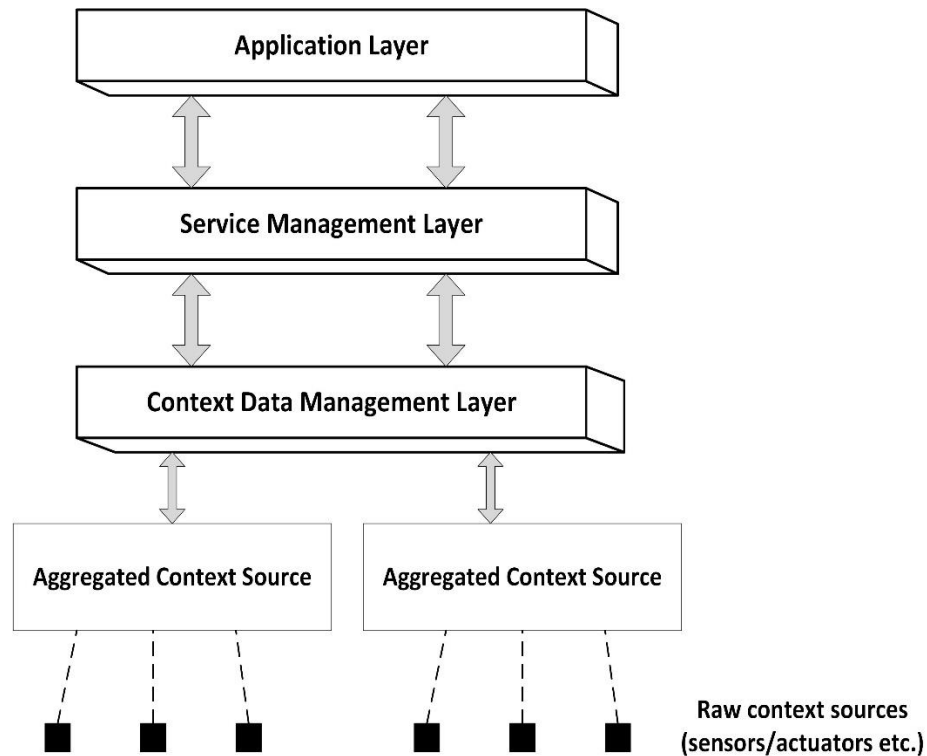 Application Layer
Service Management Layer
Context Data Management Layer
Aggregated Context Source
Aggregated Context Source
Raw context sources
(sensors/actuators etc.)